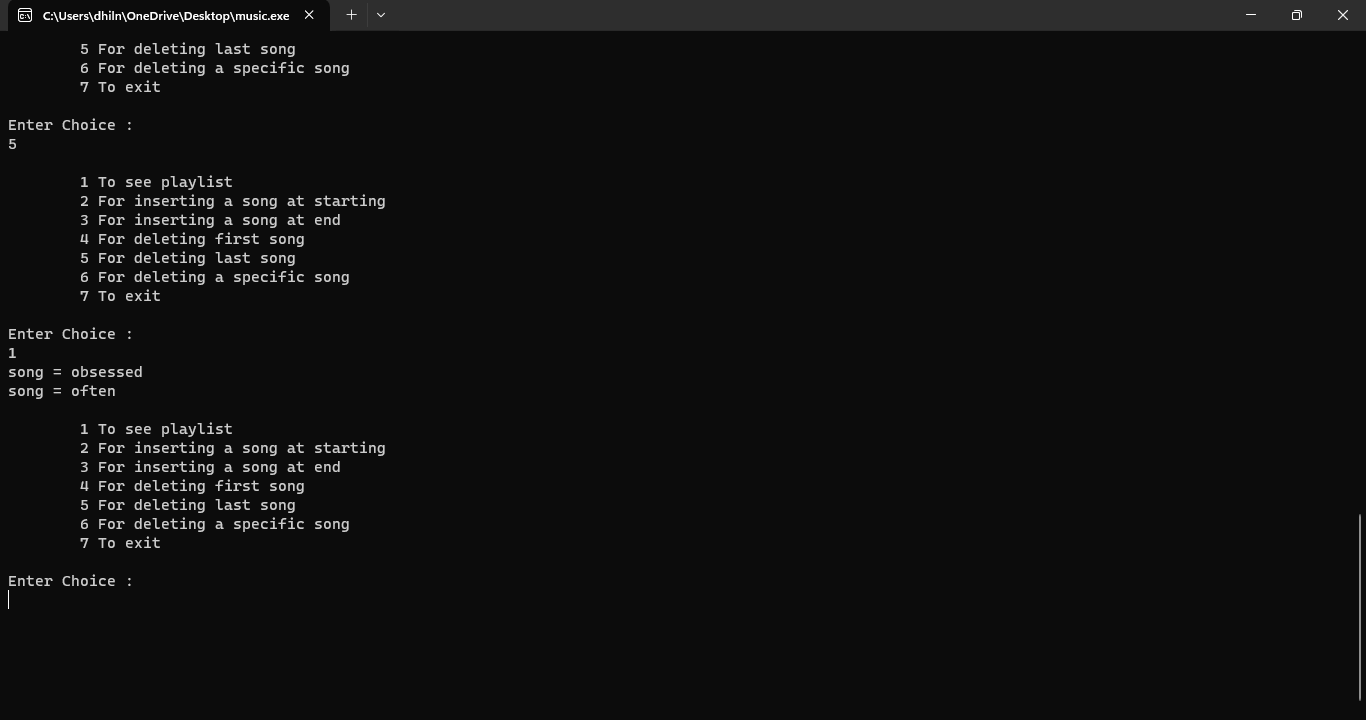 C:\Users\dhiln\OneDrive\Desktop\music.exe
5 For deleting last song
6 For deleting a specific song
7 To exit
Enter Choice :
5
1 To see playlist
2 For inserting a song at starting
3 For inserting a song at end
4 For deleting first song
5 For deleting last song
6 For deleting a specific song
7 To exit
Enter Choice :
1
song = obsessed
song = often
1 To see playlist
2 For inserting a song at starting
3 For inserting a song at end
4 For deleting first song
5 For deleting last song
6 For deleting a specific song
7 To exit
Enter Choice :